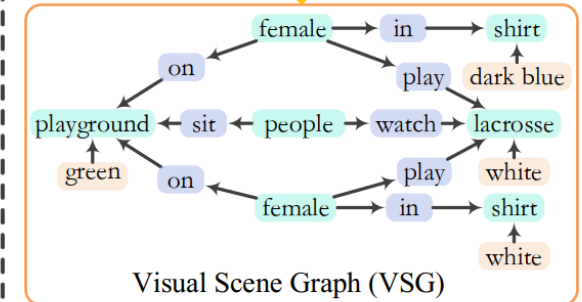 female in shirt
on
play dark blue
playground sit people watch lacrosse
green
on
play white
female in shirt
white
Visual Scene Graph (VSG)